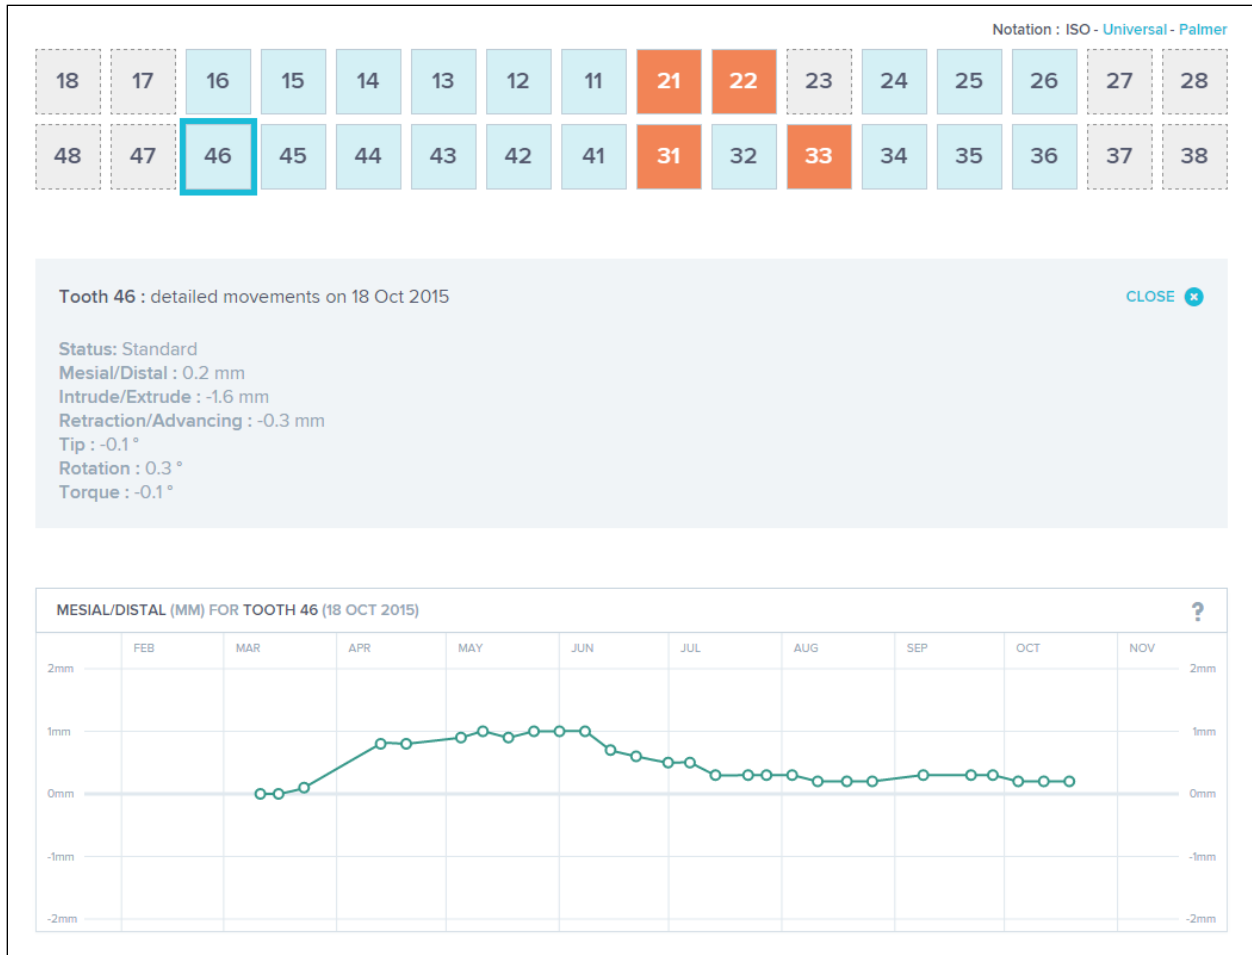 Notation : ISO - Universal - Palmer
18 17 16 15 14 13 12 11 21 22 23 24 25 26 27 28
48 47 46 45 44 43 42 41 31 32 33 34 35 36 37 38
Tooth 46 : detailed movements on 18 Oct 2015
CLOSE
Status: Standard
Mesial/Distal : 0.2 mm
Intrude/Extrude : -1.6 mm
Retraction/Advancing : -0.3 mm
Tip : -0.1 °
Rotation : 0.3 °
Torque : -0.1 °
MESIAL/DISTAL (MM) FOR TOOTH 46 (18 OCT 2015) ?
FEB MAR APR MAY JUN JUL AUG SEP OCT NOV
2mm 2mm
1mm 1mm
0mm 0mm
-1mm -1mm
-2mm -2mm